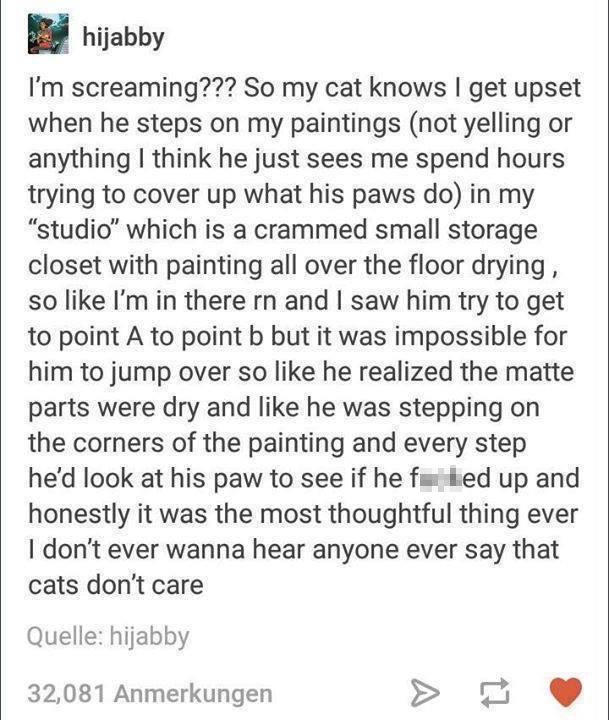 hijabby
I'm screaming??? So my cat knows I get upset
when he steps on my paintings (not yelling or
anything I think he just sees me spend hours
trying to cover up what his paws do) in my
“studio” which is a crammed small storage
closet with painting all over the floor drying ,
so like I'm in there rn and I saw him try to get
to point A to point b but it was impossible for
him to jump over so like he realized the matte
parts were dry and like he was stepping on
the corners of the painting and every step
he'd look at his paw to see if he up and
honestly it was the most thoughtful thing ever
I don't ever wanna hear anyone ever say that
cats don't care
Quelle: hijabby
32,081 Anmerkungen